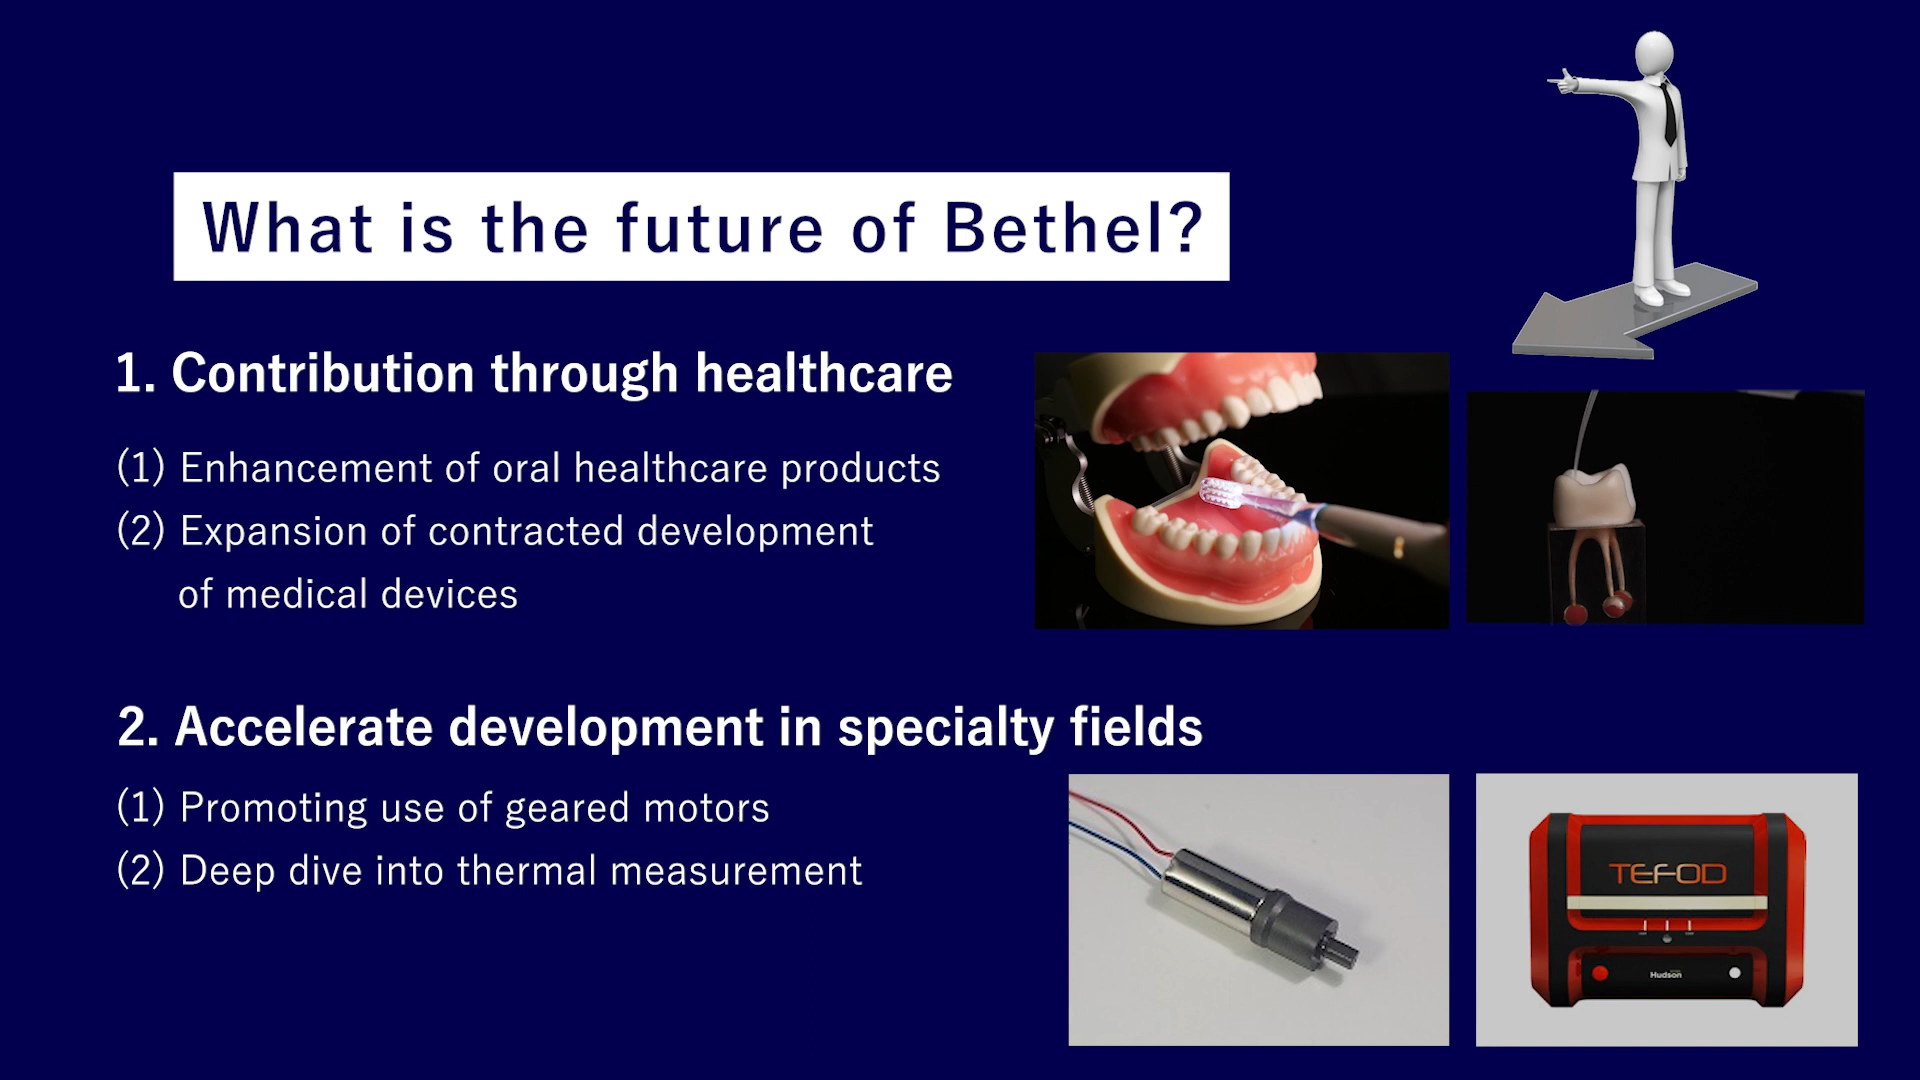 What is the future of Bethel?
1. Contribution through healthcare
(1) Enhancement of oral healthcare products
(2) Expansion of contracted development
of medical devices
2. Accelerate development in specialty fields
(1) Promoting use of geared motors
(2) Deep dive into thermal measurement
TEFOD
Hudson